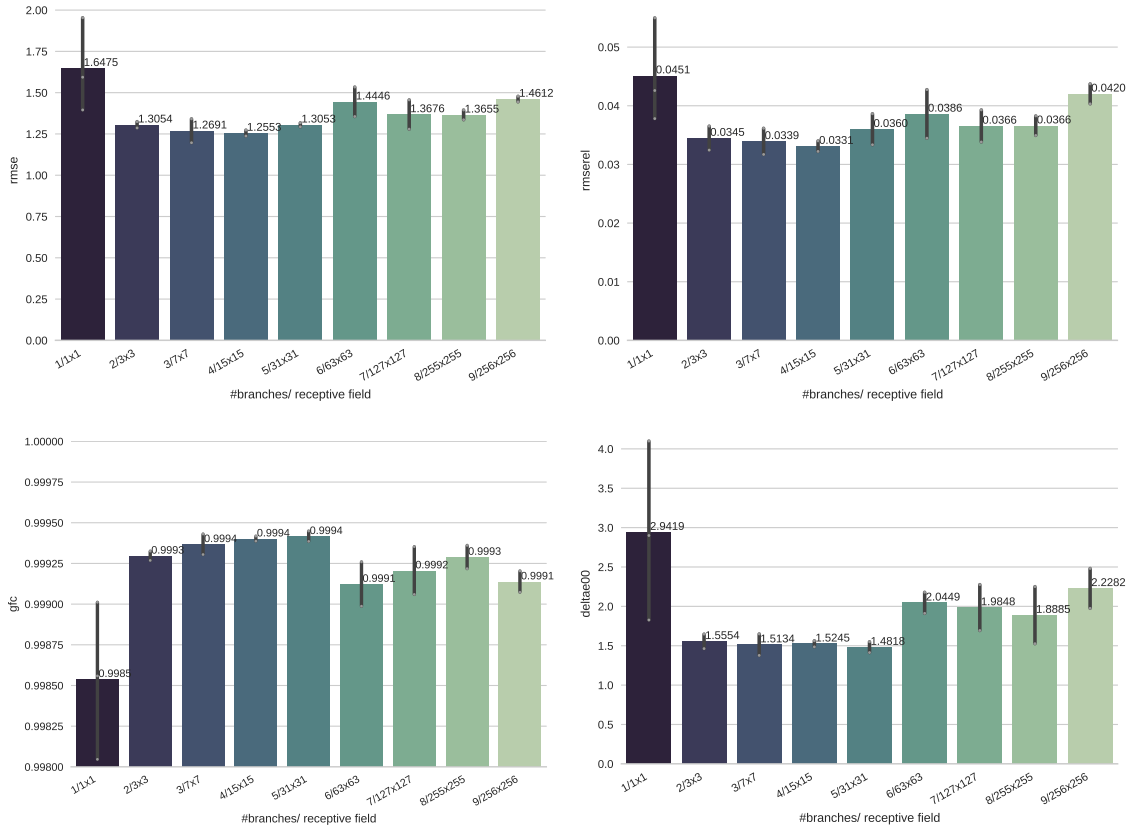 2.00
1.75
1.50
1.25
1.00
0.75
0.50
0.25
0.00
rmse
1.6475
1.3054
1.2691
1.2553
1.3053
1.4446
1.3676
1.3655
1.4612
1/1x1
2/3x3
3/7x7
4/15x15
5/31x31
6/63x63
7/127x127
8/255x255
9/256x256
#branches/ receptive field
0.05
0.04
0.03
0.02
0.01
0.00
rmserel
0.0451
0.0345
0.0339
0.0331
0.0360
0.0386
0.0366
0.0366
0.0420
1/1x1
2/3x3
3/7x7
4/15x15
5/31x31
6/63x63
7/127x127
8/255x255
9/256x256
#branches/ receptive field
1.00000
0.99975
0.99950
0.99925
0.99900
0.99875
0.99850
0.99825
0.99800
gfc
0.9985
0.9993
0.9994
0.9994
0.9994
0.9991
0.9992
0.9993
0.9991
1/1x1
2/3x3
3/7x7
4/15x15
5/31x31
6/63x63
7/127x127
8/255x255
9/256x256
#branches/ receptive field
4.0
3.5
3.0
2.5
2.0
1.5
1.0
0.5
0.0
deltae00
2.9419
1.5554
1.5134
1.5245
1.4818
2.0449
1.9848
1.8885
2.2282
1/1x1
2/3x3
3/7x7
4/15x15
5/31x31
6/63x63
7/127x127
8/255x255
9/256x256
#branches/ receptive field